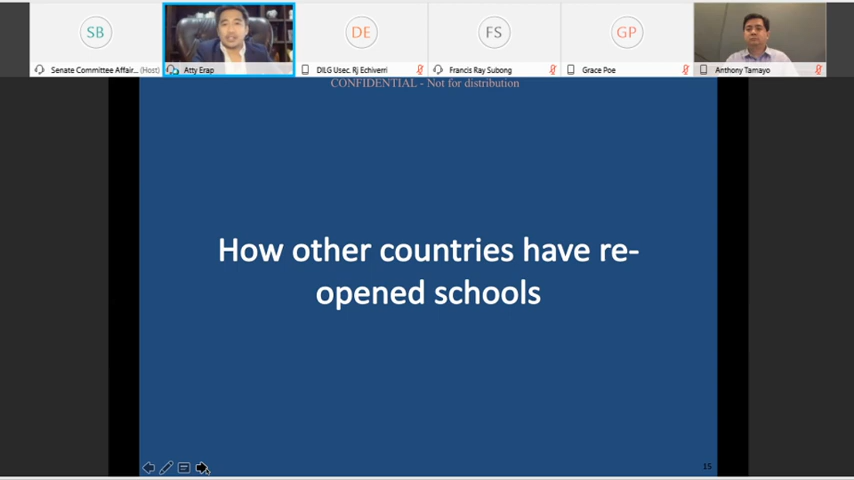 SB
DE
FS
GP
Senate Committee Affair... (Host)
Atty Erap
DILG Usec. Rj Echiverri
Francis Ray Subong
Grace Poe
Anthony Tamayo
CONFIDENTIAL - Not for distribution
How other countries have re-
opened schools
15